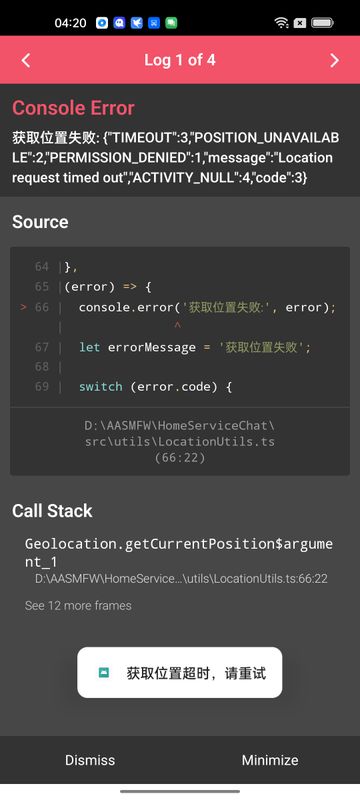 04:20
Log 1 of 4
Console Error
获取位置失败: {"TIMEOUT":3,"POSITION_UNAVAILAB
LE":2,"PERMISSION_DENIED":1,"message":"Location
request timed out","ACTIVITY_NULL":4,"code":3}
Source
64 |},
65 |(error) => {
> 66 |  console.error('获取位置失败:', error);
|  ^
67 |  let errorMessage = '获取位置失败';
68 |
69 |  switch (error.code) {
D:\AASMFW\HomeServiceChat\
src\utils\LocationUtils.ts
(66:22)
Call Stack
Geolocation.getCurrentPosition$argume
nt_1
D:\AASMFW\HomeService...\utils\LocationUtils.ts:66:22
See 12 more frames
获取位置超时，请重试
Dismiss
Minimize